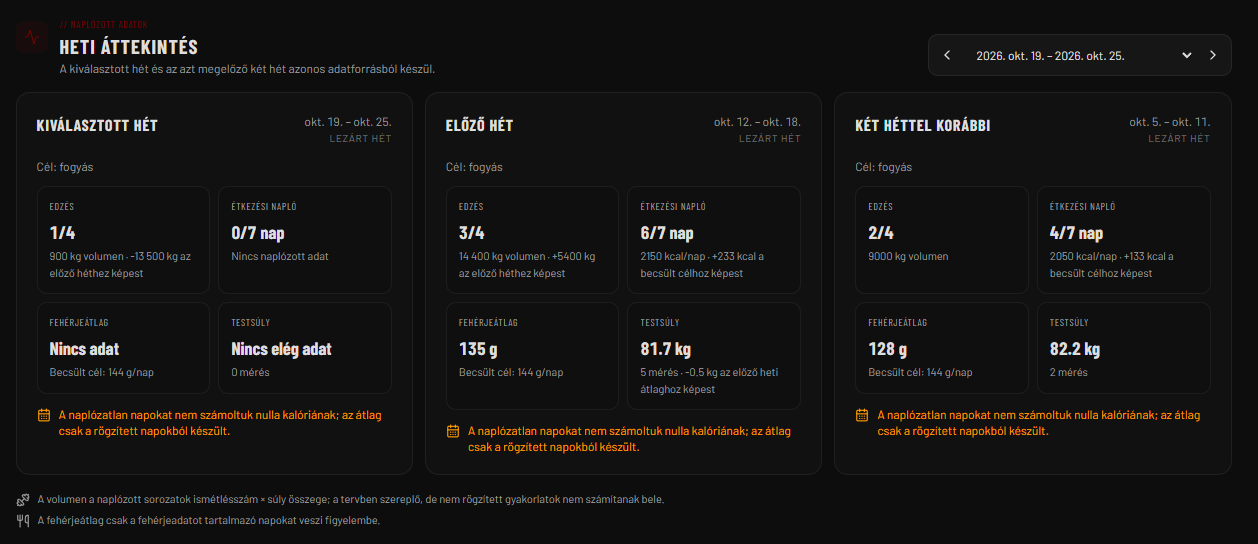 // NAPLÓZOTT ADATOK
HETI ÁTTEKINTÉS
A kiválasztott hét és az azt megelőző két hét azonos adatforrásból készül.
2026. okt. 19. – 2026. okt. 25.
KIVÁLASZTOTT HÉT
okt. 19. – okt. 25.
LEZÁRT HÉT
Cél: fogyás
EDZÉS
1/4
900 kg volumen · -13 500 kg az
előző héthez képest
ÉTKEZÉSI NAPLÓ
0/7 nap
Nincs naplózott adat
FEHÉRJEÁTLAG
Nincs adat
Becsült cél: 144 g/nap
TESTSÚLY
Nincs elég adat
0 mérés
A naplózatlan napokat nem számoltuk nulla kalóriának; az átlag
csak a rögzített napokból készült.
ELŐZŐ HÉT
okt. 12. – okt. 18.
LEZÁRT HÉT
Cél: fogyás
EDZÉS
3/4
14 400 kg volumen · +5400 kg
az előző héthez képest
ÉTKEZÉSI NAPLÓ
6/7 nap
2150 kcal/nap · +233 kcal a
becsült célhoz képest
FEHÉRJEÁTLAG
135 g
Becsült cél: 144 g/nap
TESTSÚLY
81.7 kg
5 mérés · -0,5 kg az előző heti
átlaghoz képest
A naplózatlan napokat nem számoltuk nulla kalóriának; az átlag
csak a rögzített napokból készült.
KÉT HÉTTEL KORÁBBI
okt. 5. – okt. 11.
LEZÁRT HÉT
Cél: fogyás
EDZÉS
2/4
9000 kg volumen
ÉTKEZÉSI NAPLÓ
4/7 nap
2050 kcal/nap · +133 kcal a
becsült célhoz képest
FEHÉRJEÁTLAG
128 g
Becsült cél: 144 g/nap
TESTSÚLY
82.2 kg
2 mérés
A naplózatlan napokat nem számoltuk nulla kalóriának; az átlag
csak a rögzített napokból készült.
A volumen a naplózott sorozatok ismétlésszám × súly összege; a tervben szereplő, de nem rögzített gyakorlatok nem számítanak bele.
A fehérjeátlag csak a fehérjeadatot tartalmazó napokat veszi figyelembe.